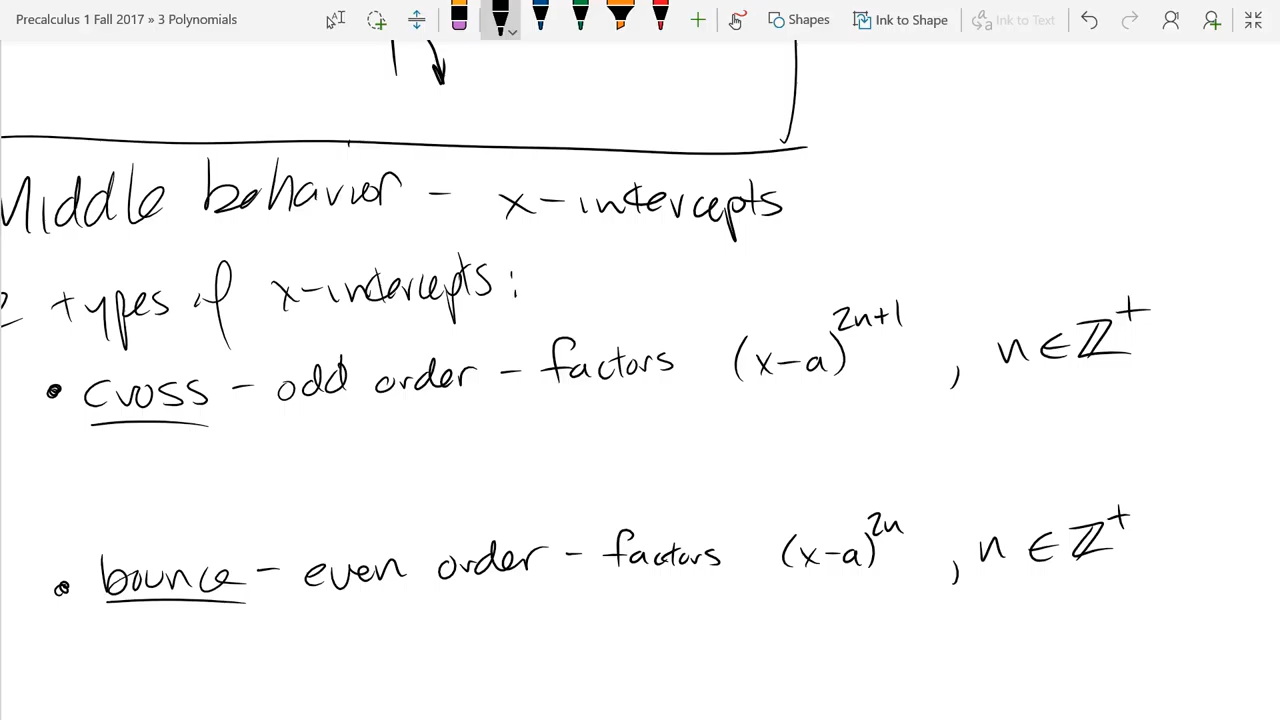 Precalculus 1 Fall 2017 » 3 Polynomials
Shapes
Ink to Shape
Ink to Text
Middle behavior - x-intercepts
2 types of x-intercepts:
• cross - odd order - factors (x-a)^{2n+1}, n ∈ ℤ^+
• bounce - even order - factors (x-a)^{2n}, n ∈ ℤ^+